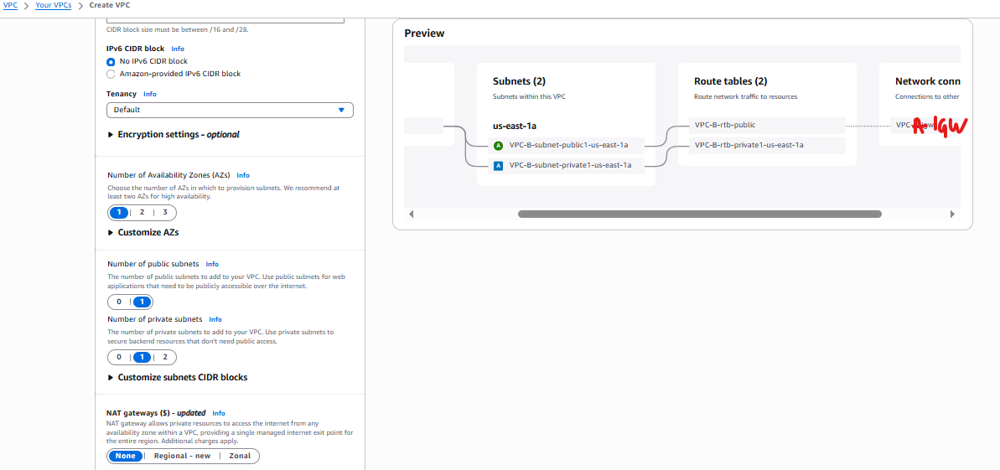 VPC > Your VPCs > Create VPC
CIDR block size must be between /16 and /28.
IPv6 CIDR block Info
No IPv6 CIDR block
Amazon-provided IPv6 CIDR block
Tenancy Info
Default
Encryption settings - optional
Number of Availability Zones (AZs) Info
Choose the number of AZs in which to provision subnets. We recommend at
least two AZs for high availability.
1 | 2 | 3
Customize AZs
Number of public subnets Info
The number of public subnets to add to your VPC. Use public subnets for web
applications that need to be publicly accessible over the internet.
0 | 1
Number of private subnets Info
The number of private subnets to add to your VPC. Use private subnets to
secure backend resources that don't need public access.
0 | 1 | 2
Customize subnets CIDR blocks
NAT gateways ($) - updated Info
NAT gateway allows private resources to access the internet from any
availability zone within a VPC, providing a single managed internet exit point for
the entire region. Additional charges apply.
None | Regional - new | Zonal
Preview
Subnets (2)
Subnets within this VPC
us-east-1a
A VPC-B-subnet-public1-us-east-1a
A VPC-B-subnet-private1-us-east-1a
Route tables (2)
Route network traffic to resources
VPC-B-rtb-public
VPC-B-rtb-private1-us-east-1a
Network conn
Connections to other
VPC-